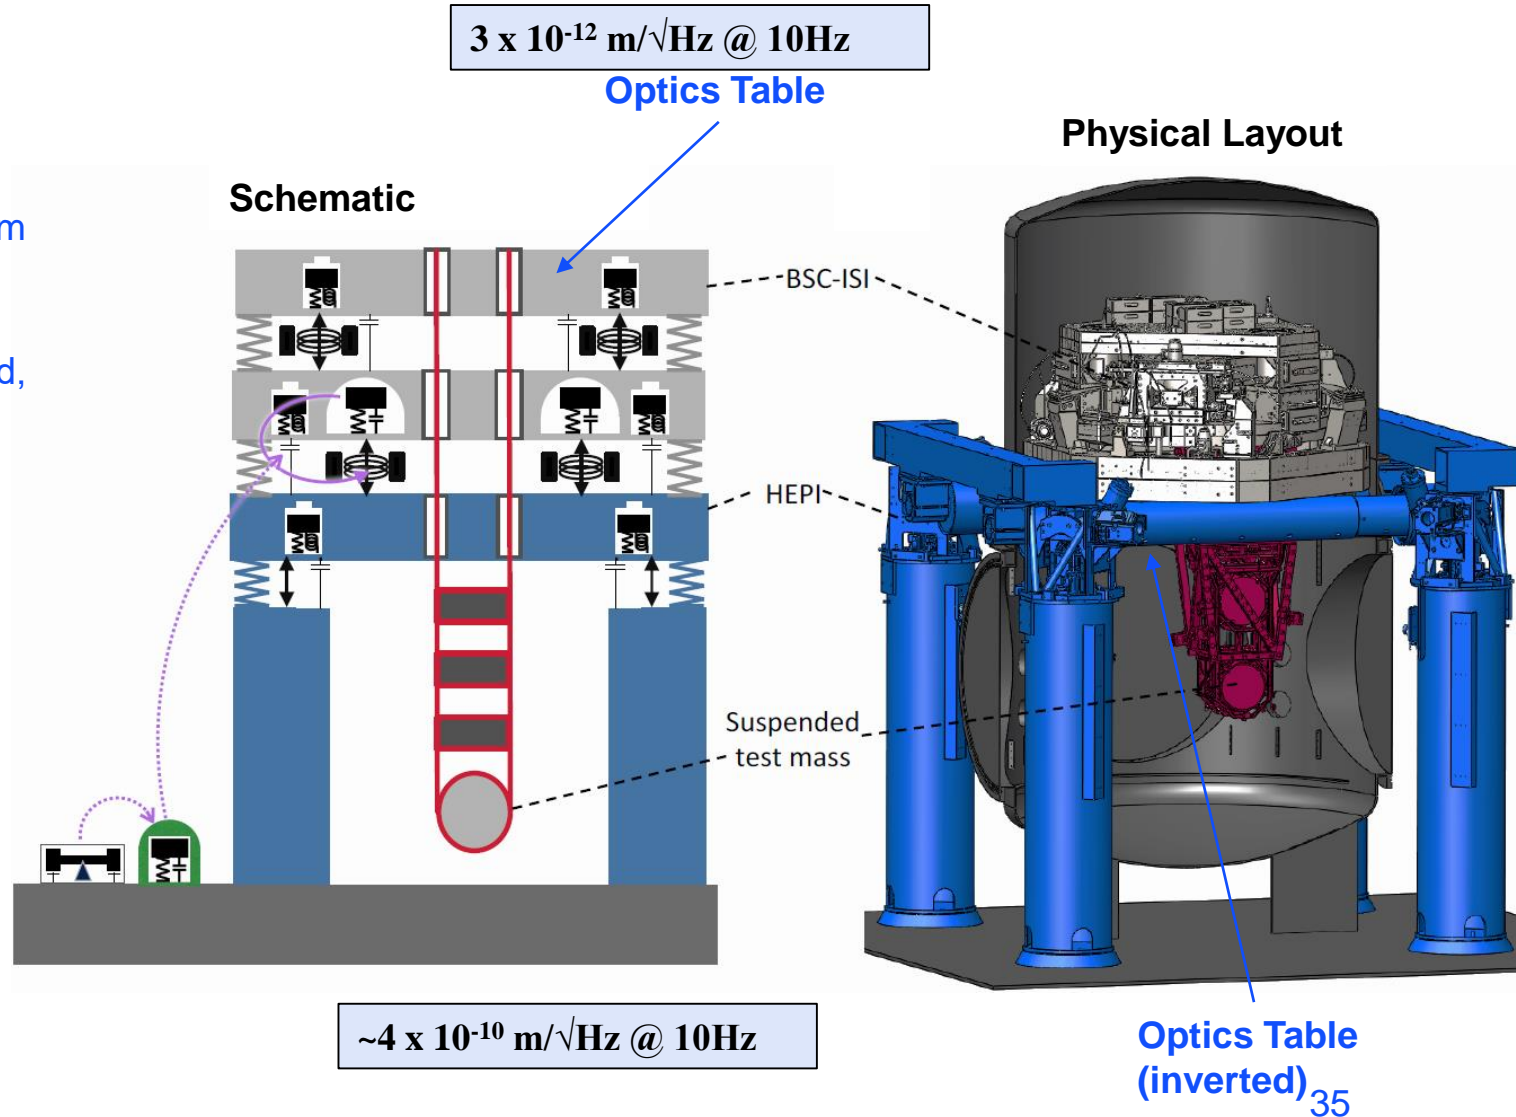 3 x 10⁻¹² m/√Hz @ 10Hz
Optics Table
Physical Layout
Schematic
m
d,
BSC-ISI
HEPI
Suspended
test mass
~4 x 10⁻¹⁰ m/√Hz @ 10Hz
Optics Table
(inverted)
35